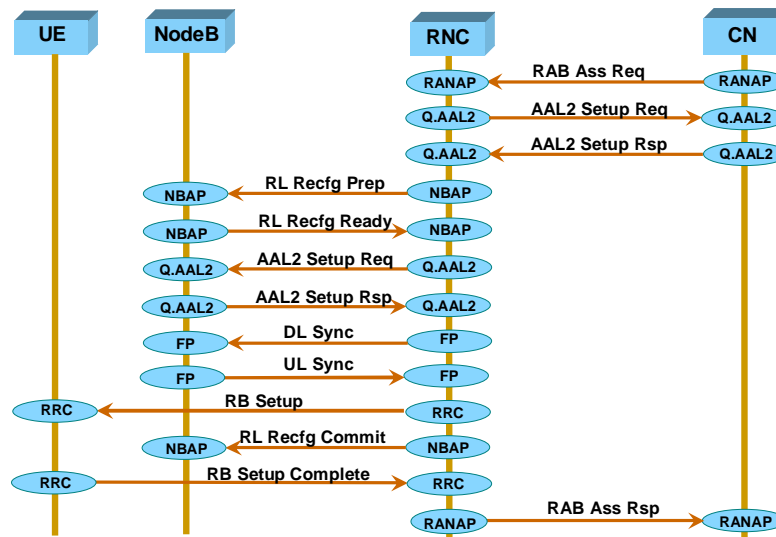 UE NodeB RNC CN
RANAP RAB Ass Req RANAP
Q.AAL2 AAL2 Setup Req Q.AAL2
Q.AAL2 AAL2 Setup Rsp Q.AAL2
NBAP RL Recfg Prep NBAP
NBAP RL Recfg Ready NBAP
Q.AAL2 AAL2 Setup Req Q.AAL2
Q.AAL2 AAL2 Setup Rsp Q.AAL2
FP DL Sync FP
FP UL Sync FP
RRC RB Setup RRC
NBAP RL Recfg Commit NBAP
RRC RB Setup Complete RRC
RANAP RAB Ass Rsp RANAP